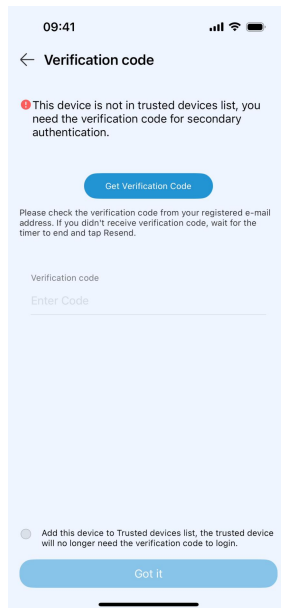 09:41
Verification code
This device is not in trusted devices list, you
need the verification code for secondary
authentication.
Get Verification Code
Please check the verification code from your registered e-mail
address. If you didn't receive verification code, wait for the
timer to end and tap Resend.
Verification code
Enter Code
Add this device to Trusted devices list, the trusted device
will no longer need the verification code to login.
Got it